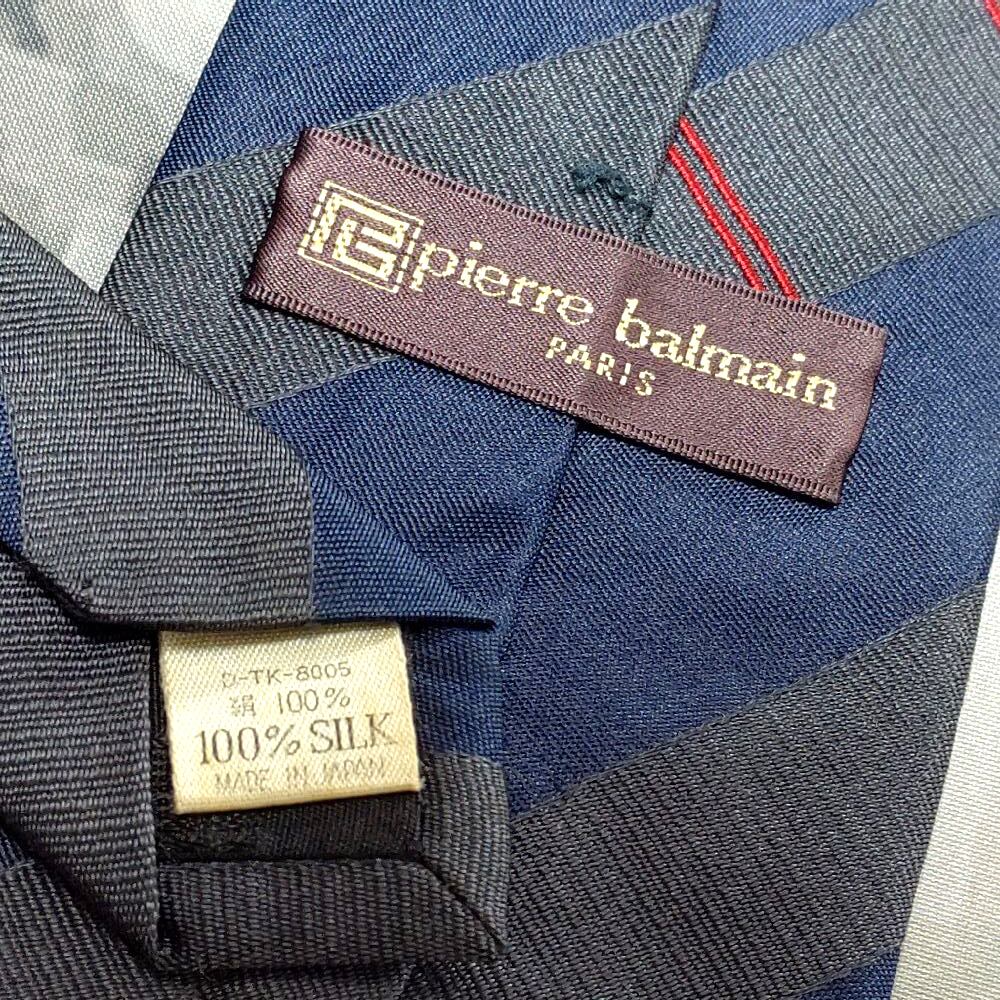 pierre balmain
PARIS
D-TK-8005
絹 100%
100% SILK
MADE IN JAPAN